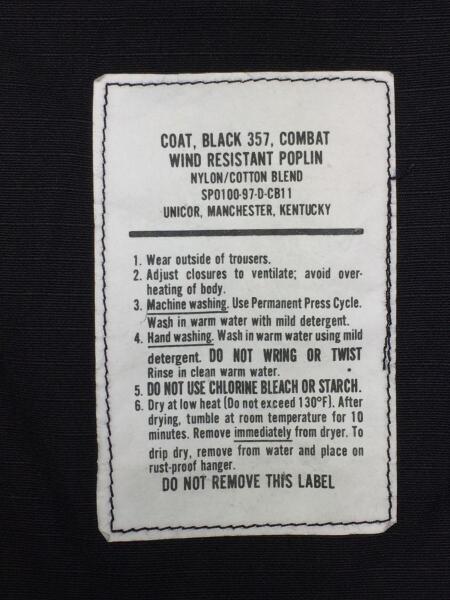 COAT, BLACK 357, COMBAT
WIND RESISTANT POPLIN
NYLON/COTTON BLEND
SPO100-97-D-CB11
UNICOR, MANCHESTER, KENTUCKY
1. Wear outside of trousers.
2. Adjust closures to ventilate; avoid over-
heating of body.
3. Machine washing. Use Permanent Press Cycle.
Wash in warm water with mild detergent.
4. Hand washing. Wash in warm water using mild
detergent. DO NOT WRING OR TWIST
Rinse in clean warm water.
5. DO NOT USE CHLORINE BLEACH OR STARCH.
6. Dry at low heat (Do not exceed 130°F). After
drying, tumble at room temperature for 10
minutes. Remove immediately from dryer. To
drip dry, remove from water and place on
rust-proof hanger.
DO NOT REMOVE THIS LABEL